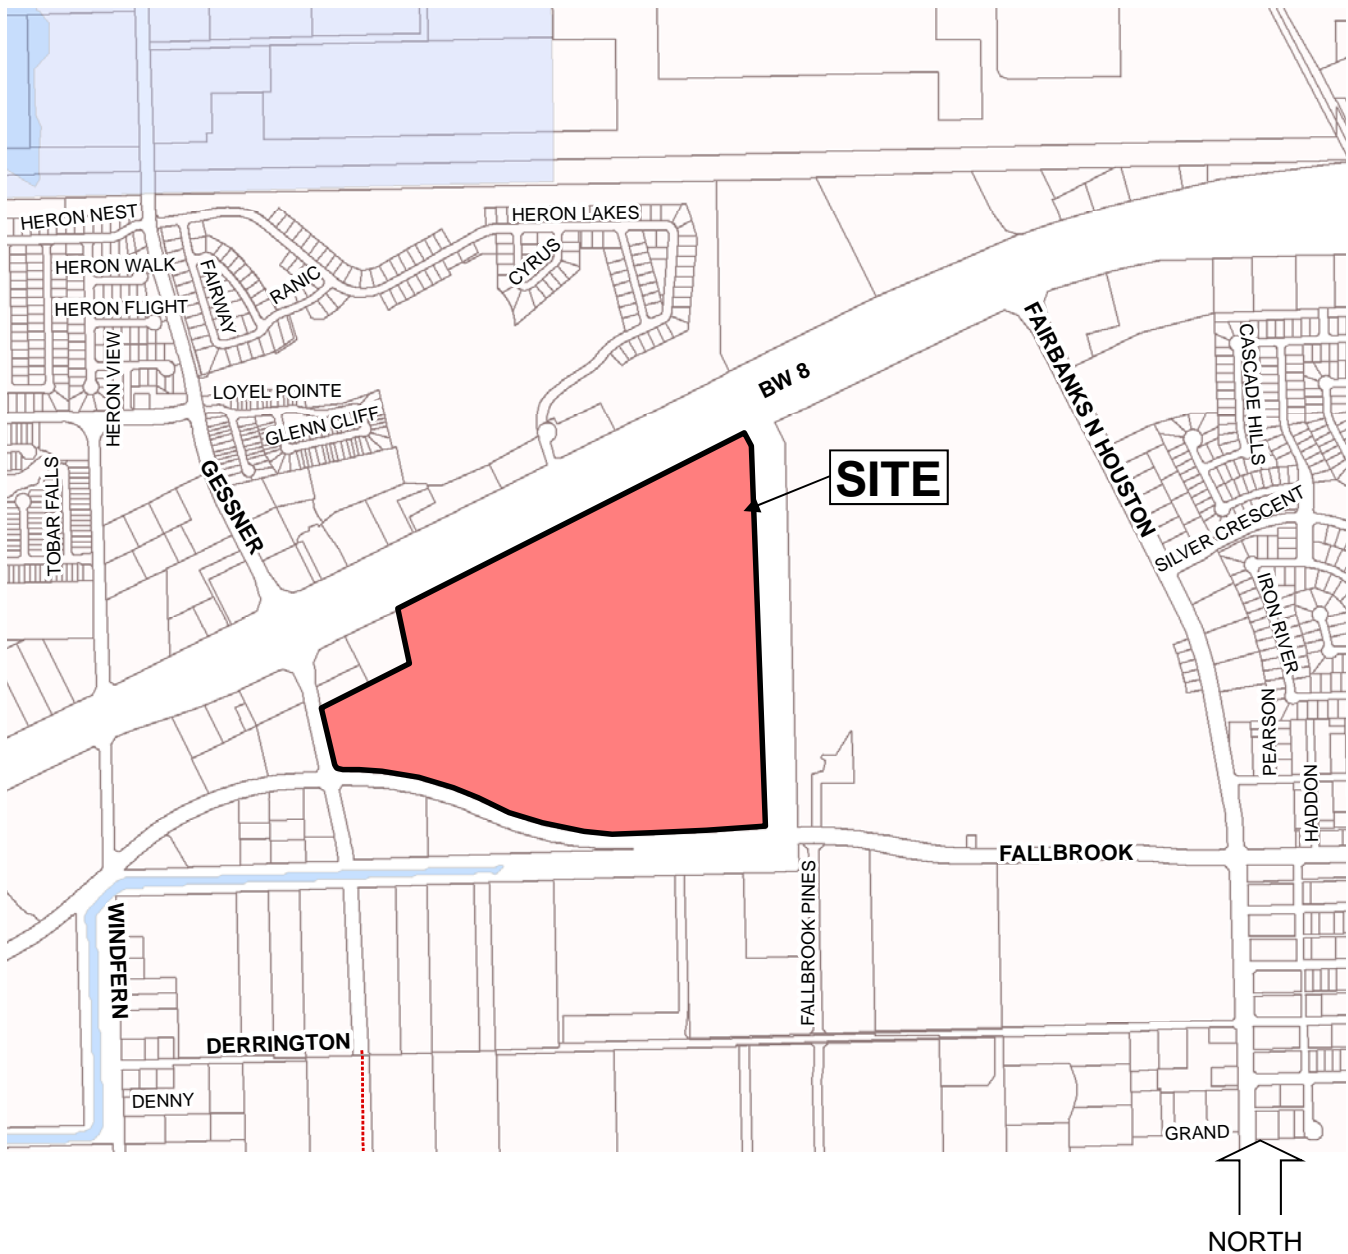 HERON NEST
HERON LAKES
HERON WALK
FAIRWAY
RANIC
CYRUS
HERON FLIGHT
HERON VIEW
FAIRBANKS N HOUSTON
CASCADE HILLS
BW 8
LOYEL POINTE
GLENN CLIFF
TOBAR FALLS
GESSNER
SITE
SILVER CRESCENT
IRON RIVER
PEARSON
HADDON
FALLBROOK
FALLBROOK PINES
WINDFERN
DERRINGTON
DENNY
GRAND
NORTH